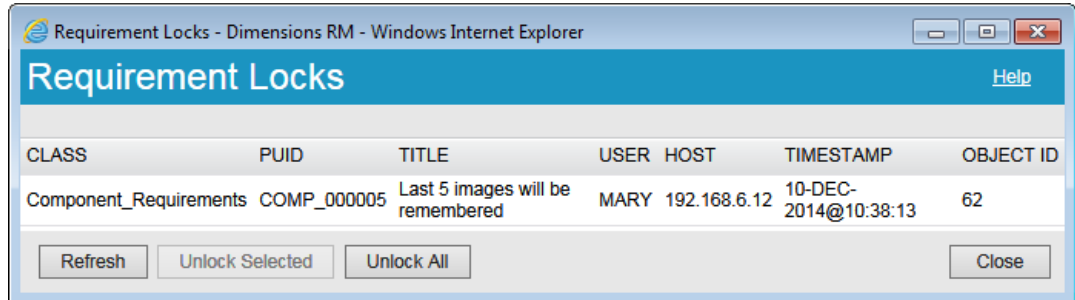 Requirement Locks - Dimensions RM - Windows Internet Explorer
Requirement Locks
Help
CLASS PUID TITLE USER HOST TIMESTAMP OBJECT ID
Component_Requirements COMP_000005 Last 5 images will be remembered MARY 192.168.6.12 10-DEC-2014@10:38:13 62
Refresh Unlock Selected Unlock All Close